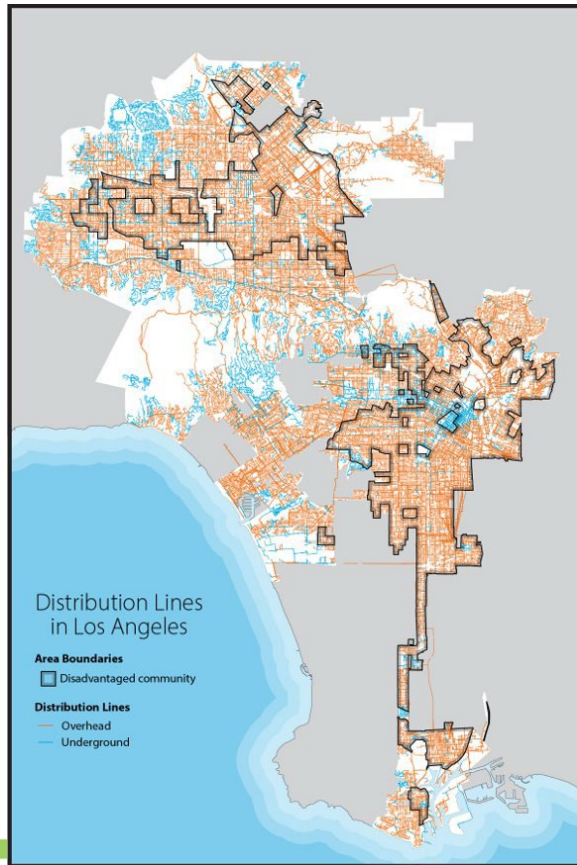 Distribution Lines
in Los Angeles
Area Boundaries
Disadvantaged community
Distribution Lines
Overhead
Underground